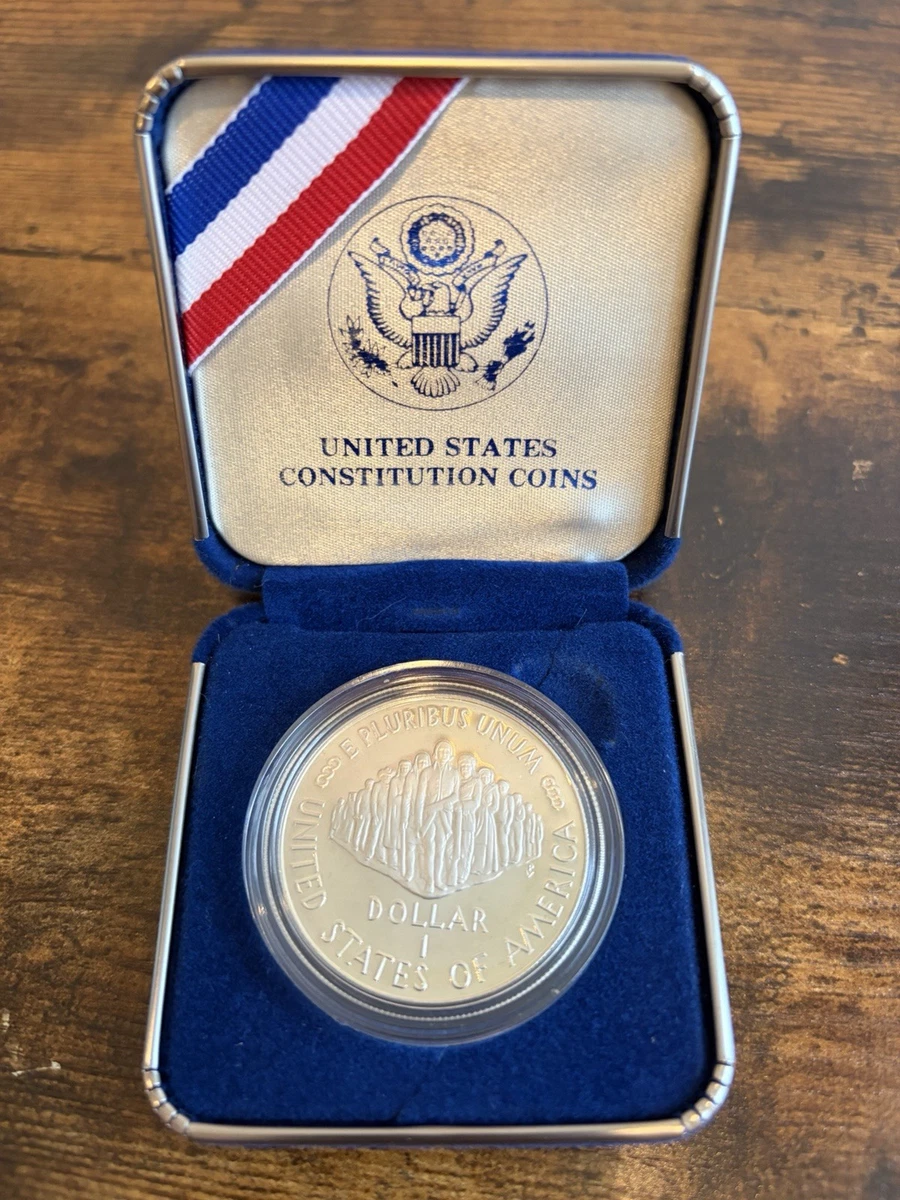 UNITED STATES
CONSTITUTION COINS
E PLURIBUS UNUM
DOLLAR
1
UNITED STATES OF AMERICA